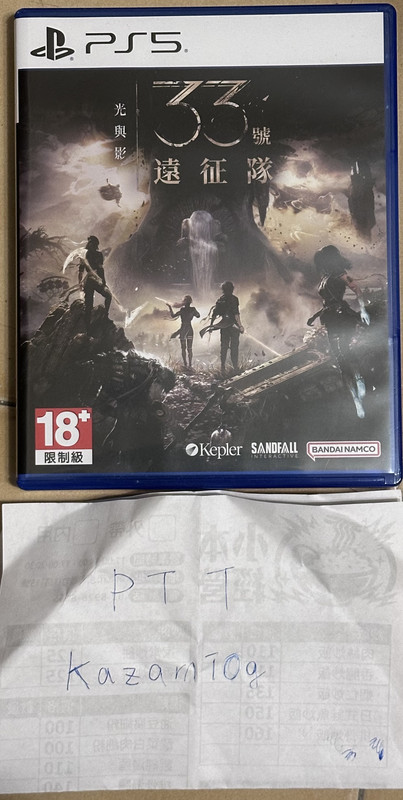 PS5
光與影
33號
遠征隊
18+
限制級
Kepler
SANDFALL
INTERACTIVE
BANDAI NAMCO
PTT
kazami10g